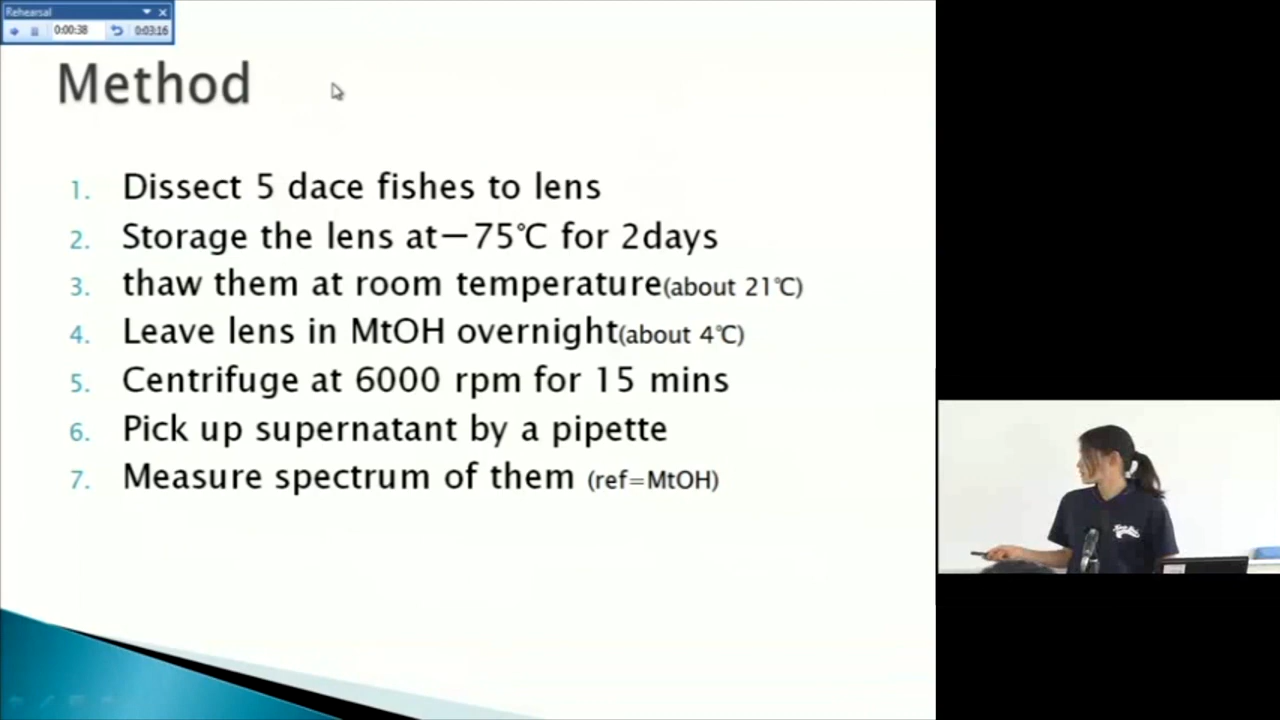 Rehearsal
0:00:38
0:03:16
Method
1. Dissect 5 dace fishes to lens
2. Storage the lens at−75℃ for 2days
3. thaw them at room temperature(about 21℃)
4. Leave lens in MtOH overnight(about 4℃)
5. Centrifuge at 6000 rpm for 15 mins
6. Pick up supernatant by a pipette
7. Measure spectrum of them (ref=MtOH)